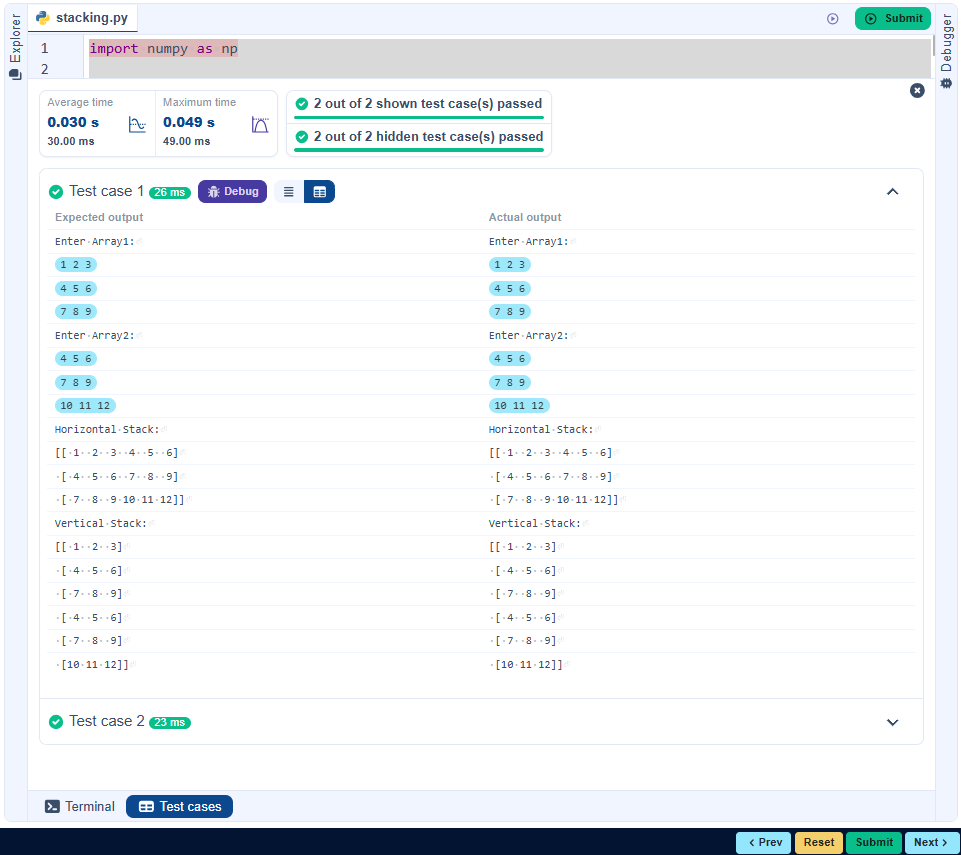 Explorer
stacking.py
Submit
Debugger
1 import numpy as np
2
Average time
0.030 s
30.00 ms
Maximum time
0.049 s
49.00 ms
2 out of 2 shown test case(s) passed
2 out of 2 hidden test case(s) passed
Test case 1 26 ms Debug
Expected output Actual output
Enter·Array1: Enter·Array1:
1 2 3 1 2 3
4 5 6 4 5 6
7 8 9 7 8 9
Enter·Array2: Enter·Array2:
4 5 6 4 5 6
7 8 9 7 8 9
10 11 12 10 11 12
Horizontal·Stack: Horizontal·Stack:
[[·1··2··3··4··5··6] [[·1··2··3··4··5··6]
·[·4··5··6··7··8··9] ·[·4··5··6··7··8··9]
·[·7··8··9·10·11·12]] ·[·7··8··9·10·11·12]]
Vertical·Stack: Vertical·Stack:
[[·1··2··3] [[·1··2··3]
·[·4··5··6] ·[·4··5··6]
·[·7··8··9] ·[·7··8··9]
·[·4··5··6] ·[·4··5··6]
·[·7··8··9] ·[·7··8··9]
·[10·11·12]] ·[10·11·12]]
Test case 2 23 ms
Terminal Test cases
Prev Reset Submit Next